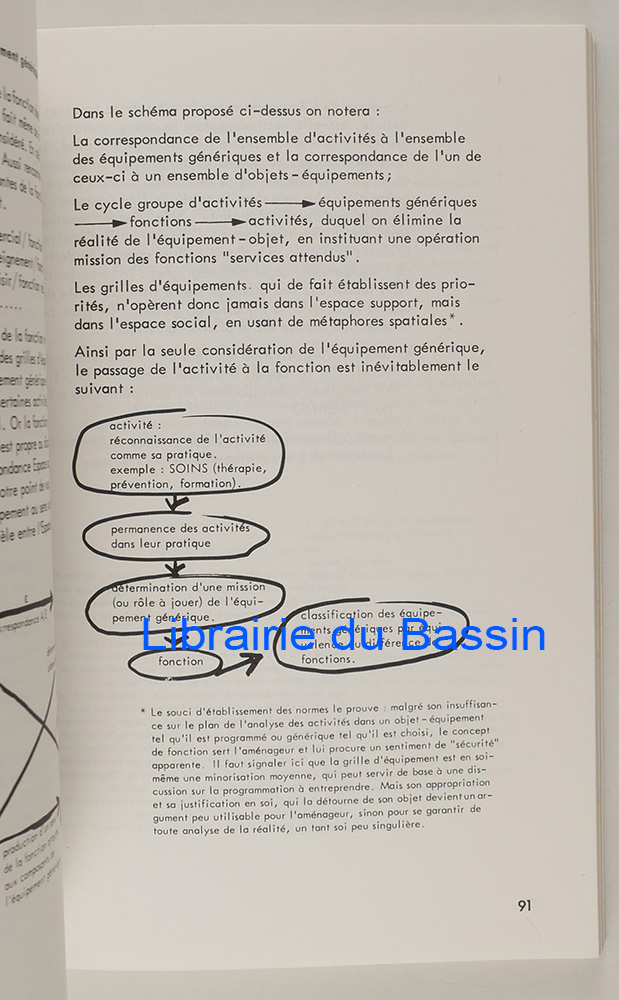 Dans le schéma proposé ci-dessus on notera :
La correspondance de l'ensemble d'activités à l'ensemble
des équipements génériques et la correspondance de l'un de
ceux-ci à un ensemble d'objets-équipements;
Le cycle groupe d'activités → équipements génériques
→ fonctions → activités, duquel on élimine la
réalité de l'équipement-objet, en instituant une opération
mission des fonctions "services attendus".
Les grilles d'équipements qui de fait établissent des prio-
rités, n'opèrent donc jamais dans l'espace support, mais
dans l'espace social, en usant de métaphores spatiales*.
Ainsi par la seule considération de l'équipement générique,
le passage de l'activité à la fonction est inévitablement le
suivant :
activité :
réconnaissance de l'activité
comme sa pratique.
exemple : SOINS (thérapie,
prévention, formation).
permanence des activités
dans leur pratique
détermination d'une mission
(ou rôle à jouer) de l'équi-
pement générique.
fonction
classification des équipe-
ments génériques par équi-
valence ou différence
fonctions.
Librairie du Bassin
* Le souci d'établissement des normes le prouve : malgré son insuffisan-
ce sur le plan de l'analyse des activités dans un objet-équipement
tel qu'il est programmé ou générique tel qu'il est choisi, le concept
de fonction sert l'aménageur et lui procure un sentiment de "sécurité"
apparente. Il faut signaler ici que la grille d'équipement est en soi-
même une minorisation moyenne, qui peut servir de base à une dis-
cussion sur la programmation à entreprendre. Mais son appropriation
et sa justification en soi, qui la détourne de son objet devient un ar-
gument peu utilisable pour l'aménageur, sinon pour se garantir de
toute analyse de la réalité, un tant soi peu singulière.
91